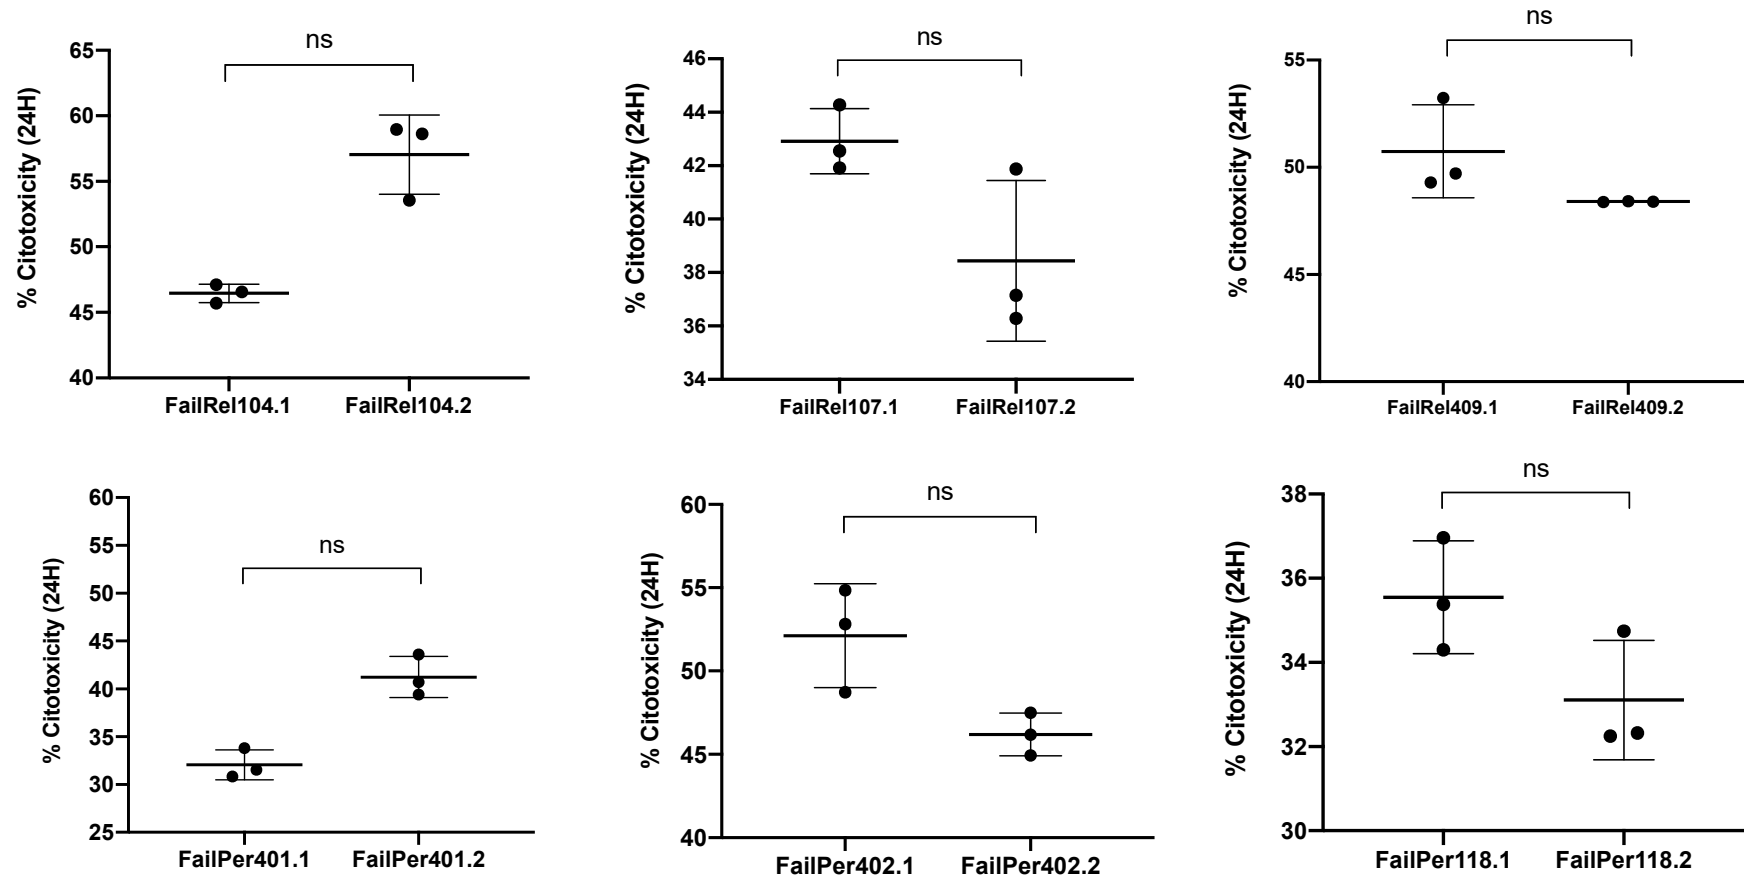 ns
% Citotoxicity (24H)
65
60
55
50
45
40
FailRel104.1 FailRel104.2
ns
% Citotoxicity (24H)
46
44
42
40
38
36
34
FailRel107.1 FailRel107.2
ns
% Citotoxicity (24H)
55
50
45
40
FailRel409.1 FailRel409.2
ns
% Citotoxicity (24H)
60
55
50
45
40
35
30
25
FailPer401.1 FailPer401.2
ns
% Citotoxicity (24H)
60
55
50
45
40
FailPer402.1 FailPer402.2
ns
% Citotoxicity (24H)
38
36
34
32
30
FailPer118.1 FailPer118.2